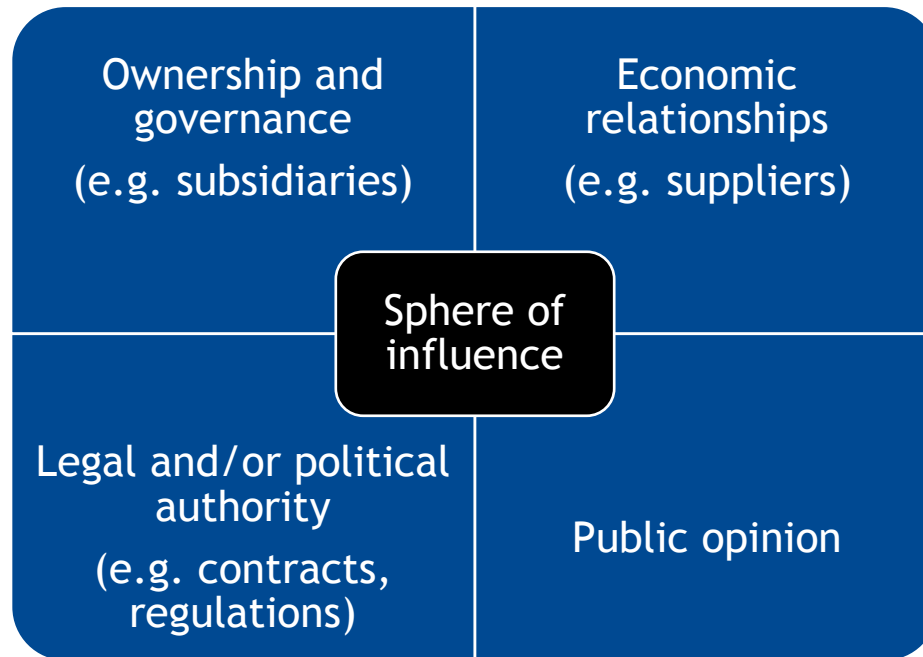 Ownership and
governance
(e.g. subsidiaries)
Economic
relationships
(e.g. suppliers)
Sphere of
influence
Legal and/or political
authority
(e.g. contracts,
regulations)
Public opinion